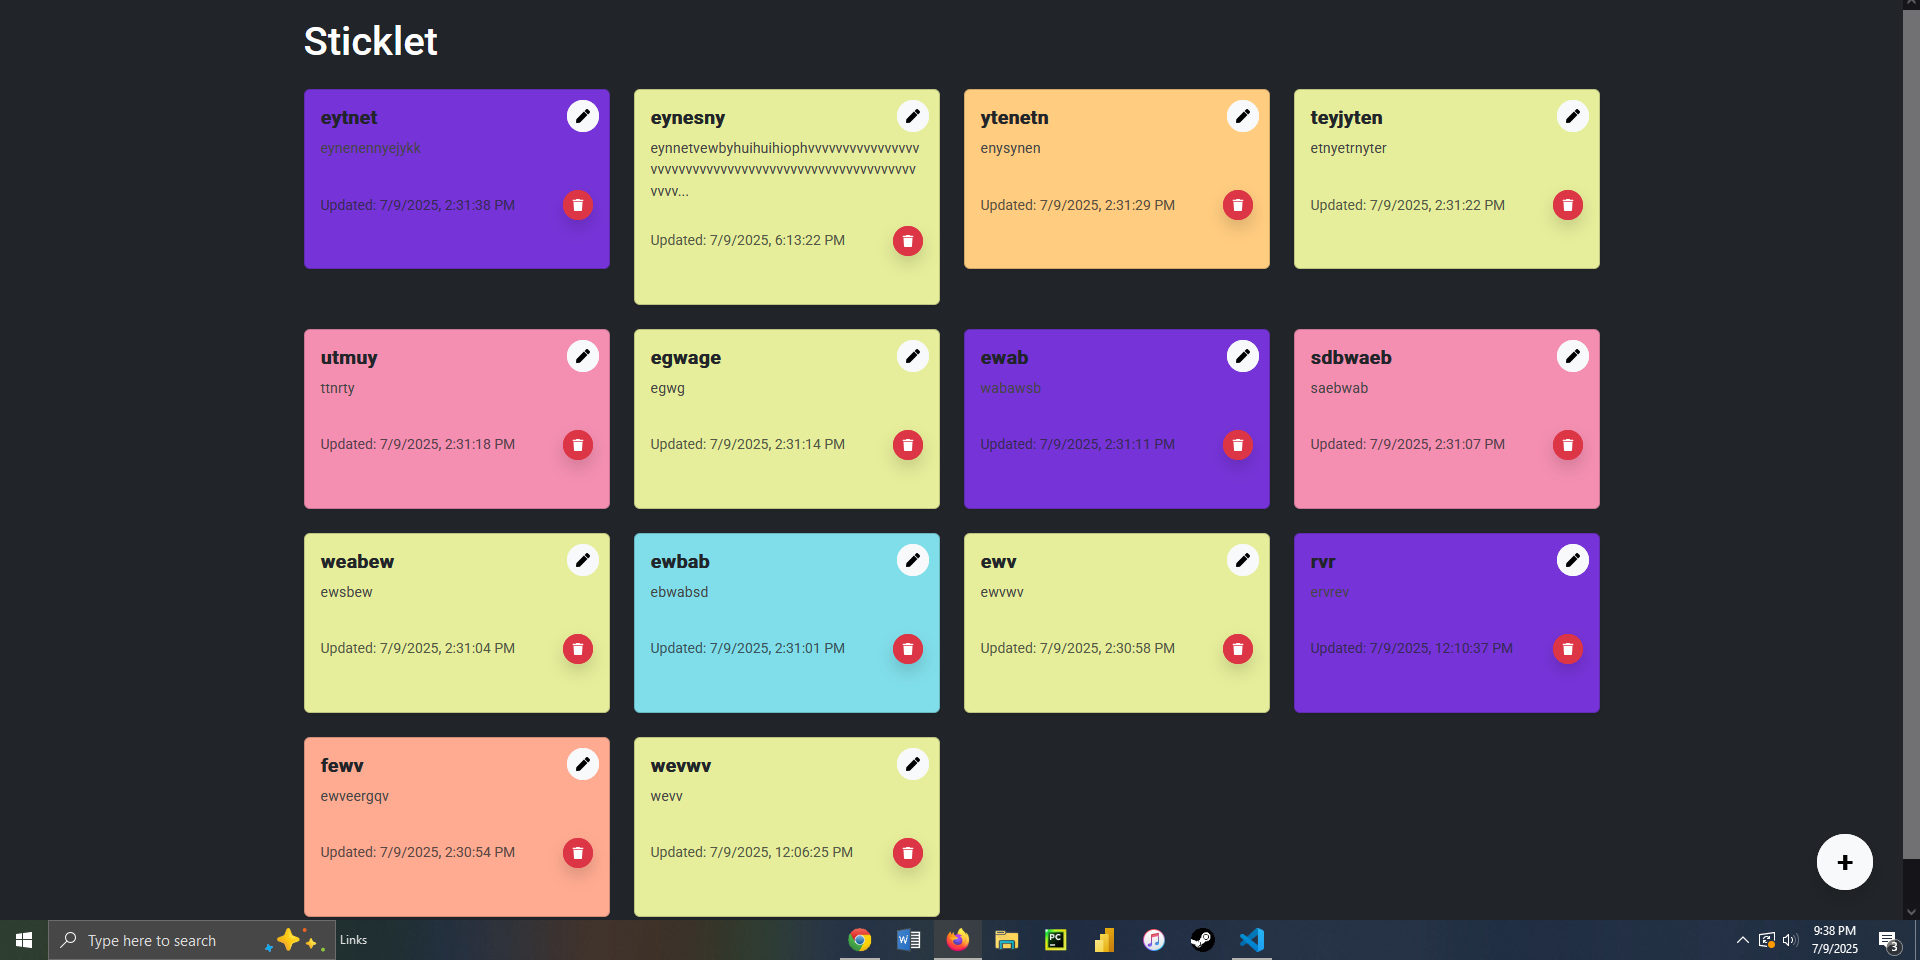 Sticklet
eytnet
eynenennyejykk
Updated: 7/9/2025, 2:31:38 PM
eynesny
eynnetvewbyhuihuihiophvvvvvvvvvvvvvvvv
vvvvvvvvvvvvvvvvvvvvvvvvvvvvvvvvvvvvvv
vvvv...
Updated: 7/9/2025, 6:13:22 PM
ytenetn
enysynen
Updated: 7/9/2025, 2:31:29 PM
teyjyten
etnyetrnyter
Updated: 7/9/2025, 2:31:22 PM
utmuy
ttnrty
Updated: 7/9/2025, 2:31:18 PM
egwage
egwg
Updated: 7/9/2025, 2:31:14 PM
ewab
wabawsb
Updated: 7/9/2025, 2:31:11 PM
sdbwaeb
saebwab
Updated: 7/9/2025, 2:31:07 PM
weabew
ewsbew
Updated: 7/9/2025, 2:31:04 PM
ewbab
ebwabsd
Updated: 7/9/2025, 2:31:01 PM
ewv
ewvwv
Updated: 7/9/2025, 2:30:58 PM
rvr
ervrev
Updated: 7/9/2025, 12:10:37 PM
fewv
ewveergqv
Updated: 7/9/2025, 2:30:54 PM
wevwv
wevv
Updated: 7/9/2025, 12:06:25 PM
Type here to search
Links
W
PC
9:38 PM
7/9/2025
3